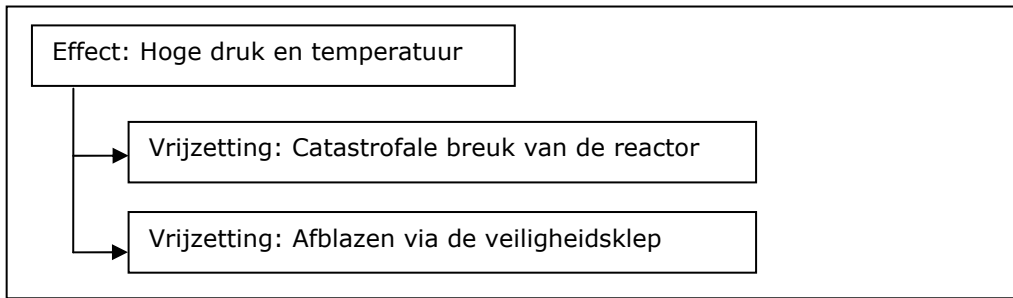 Effect: Hoge druk en temperatuur
Vrijzetting: Catastrofale breuk van de reactor
Vrijzetting: Afblazen via de veiligheidsklep